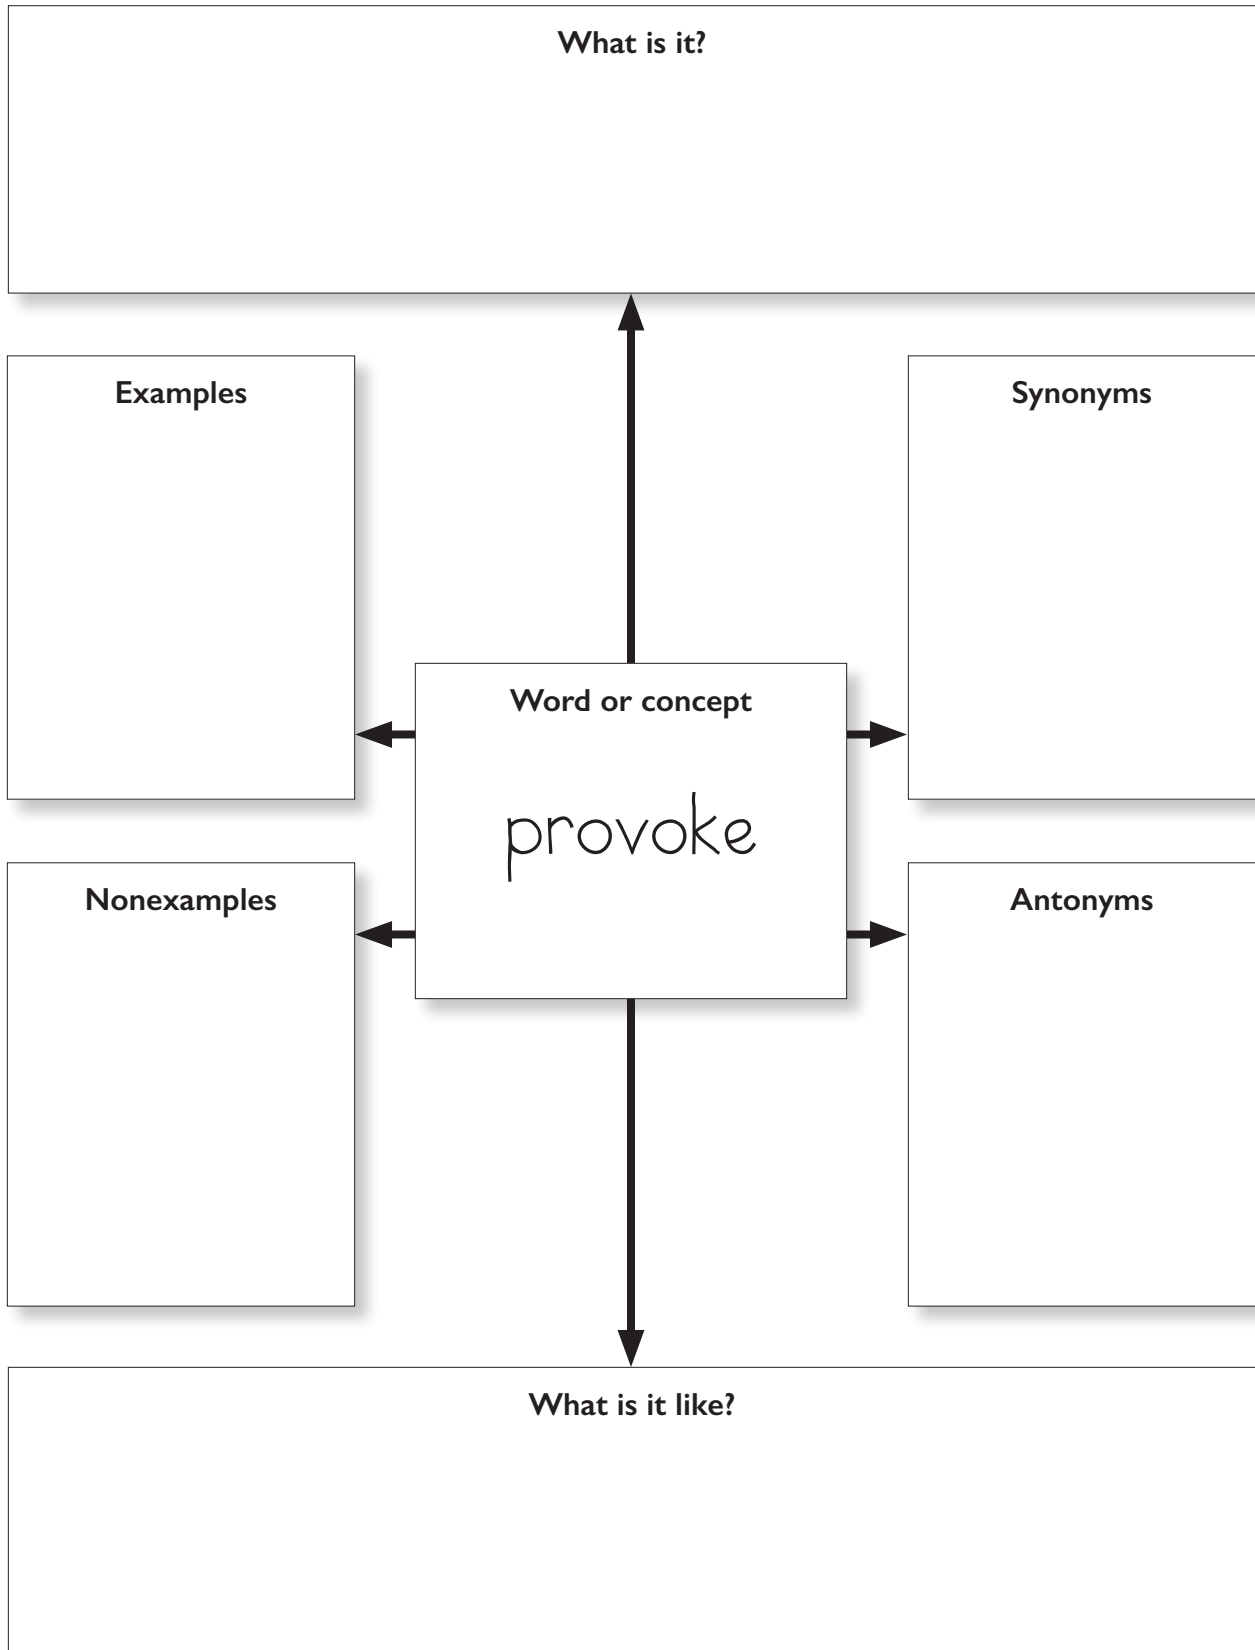 What is it?
Examples
Synonyms
Word or concept
provoke
Nonexamples
Antonyms
What is it like?